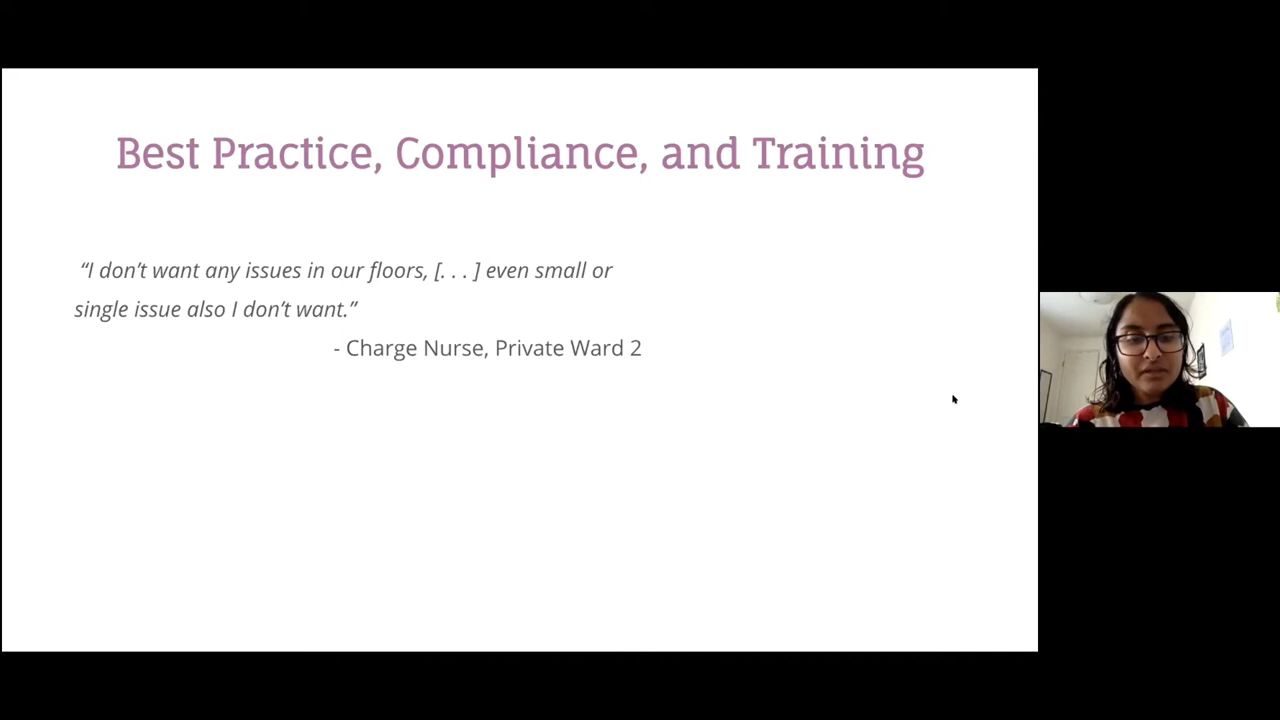 Best Practice, Compliance, and Training
“I don’t want any issues in our floors, [. . . ] even small or
single issue also I don’t want.”
- Charge Nurse, Private Ward 2